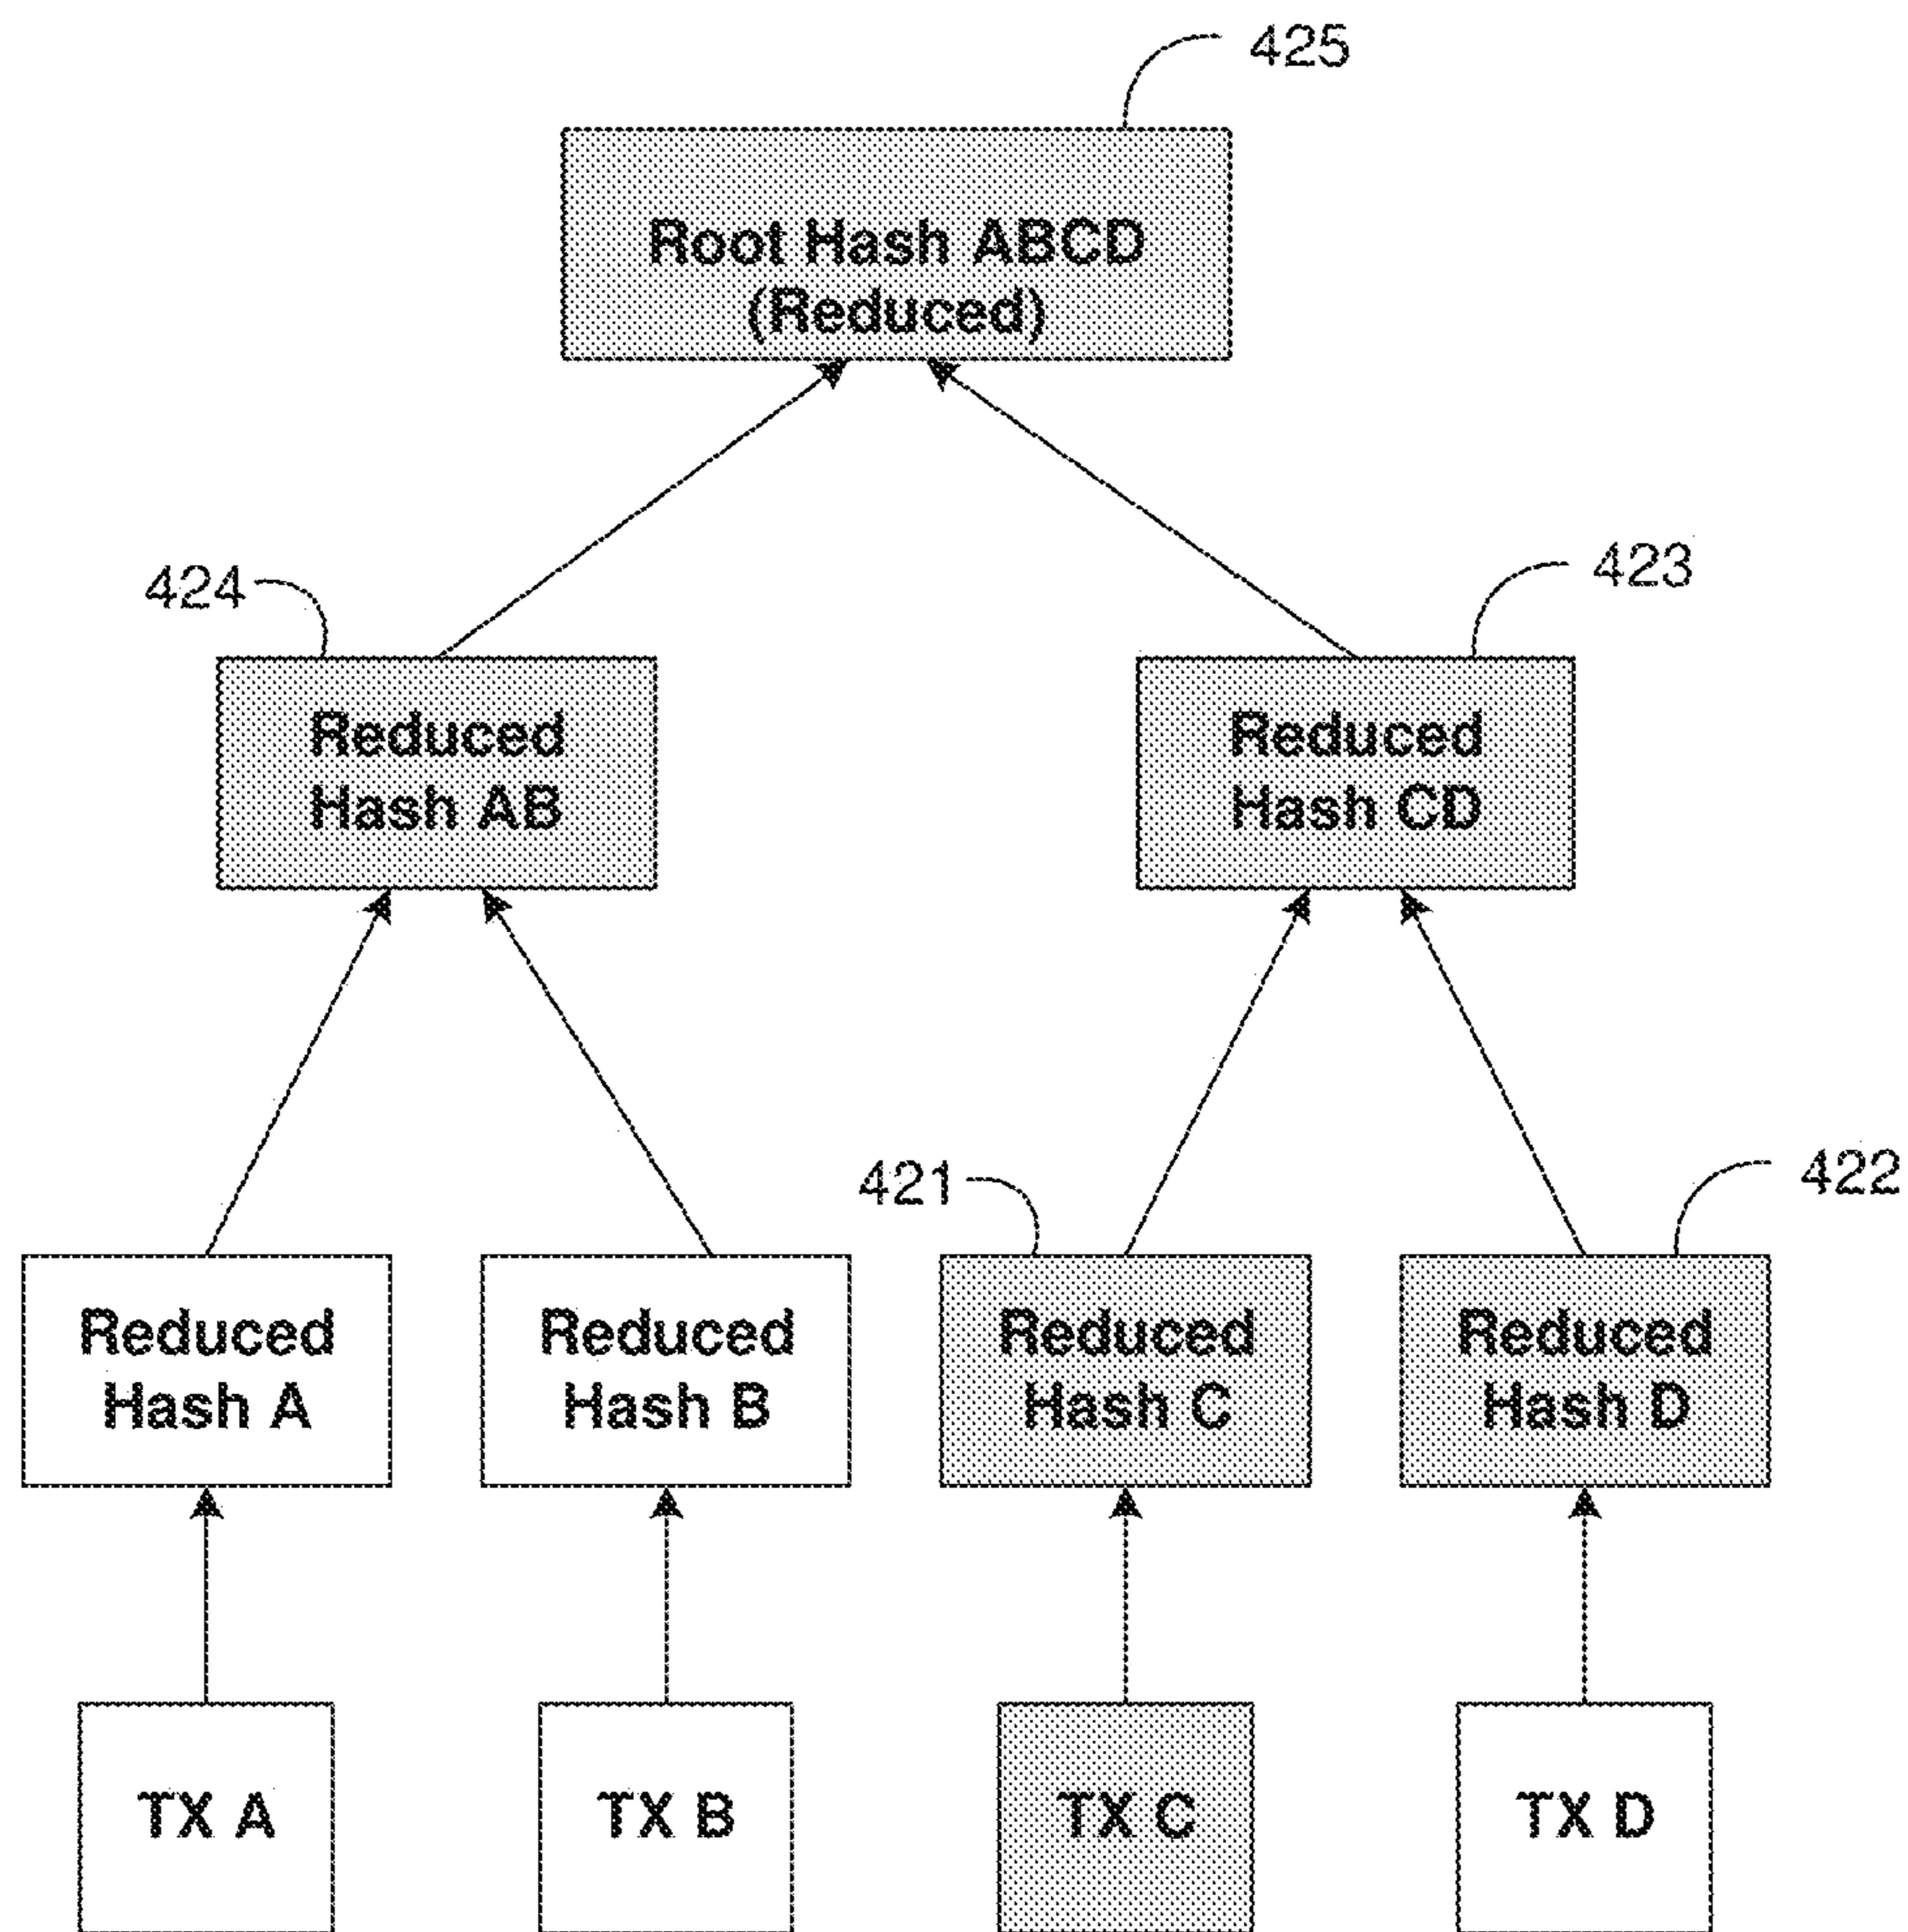 425
Root Hash ABCD
(Reduced)
424
423
Reduced
Hash AB
Reduced
Hash CD
421
422
Reduced
Hash A
Reduced
Hash B
Reduced
Hash C
Reduced
Hash D
TX A
TX B
TX C
TX D